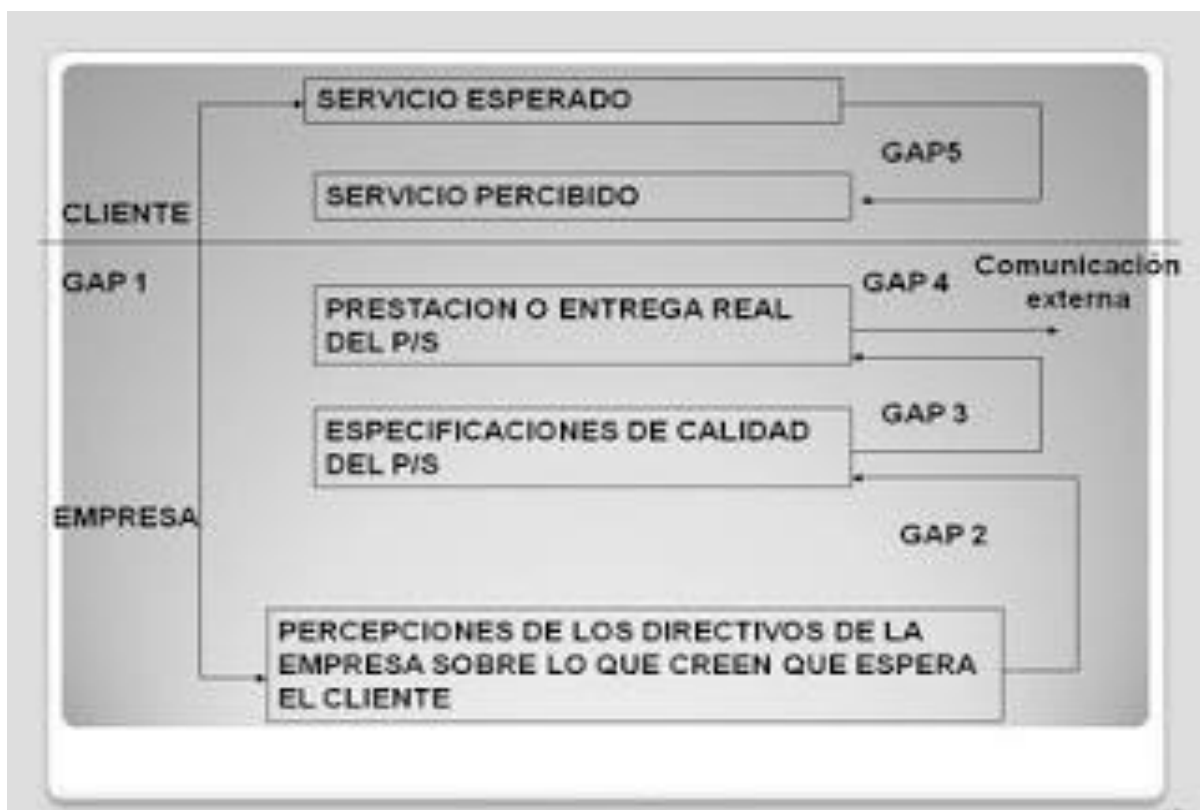 SERVICIO ESPERADO
GAP5
SERVICIO PERCIBIDO
CLIENTE
GAP 1
Comunicación
externa
GAP 4
PRESTACION O ENTREGA REAL
DEL P/S
GAP 3
ESPECIFICACIONES DE CALIDAD
DEL P/S
EMPRESA
GAP 2
PERCEPCIONES DE LOS DIRECTIVOS DE LA
EMPRESA SOBRE LO QUE CREEN QUE ESPERA
EL CLIENTE